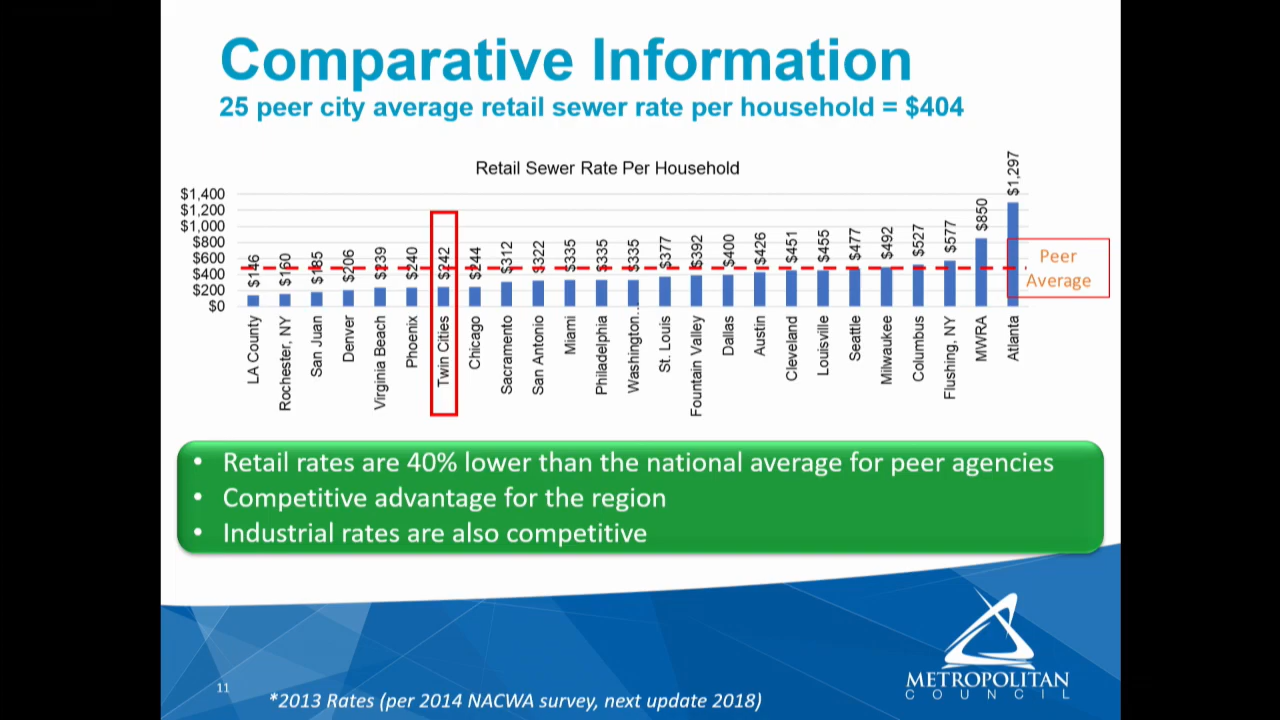 Comparative Information
25 peer city average retail sewer rate per household = $404
Retail Sewer Rate Per Household
$1,400
$1,200
$1,000
$800
$600
$400
$200
$0
$146
$160
$185
$206
$239
$240
$242
$244
$312
$322
$335
$335
$335
$377
$392
$400
$426
$451
$455
$477
$492
$527
$577
$850
$1,297
Peer
Average
LA County
Rochester, NY
San Juan
Denver
Virginia Beach
Phoenix
Twin Cities
Chicago
Sacramento
San Antonio
Miami
Philadelphia
Washington…
St. Louis
Fountain Valley
Dallas
Austin
Cleveland
Louisville
Seattle
Milwaukee
Columbus
Flushing, NY
MWRA
Atlanta
• Retail rates are 40% lower than the national average for peer agencies
• Competitive advantage for the region
• Industrial rates are also competitive
METROPOLITAN
COUNCIL
11
*2013 Rates (per 2014 NACWA survey, next update 2018)